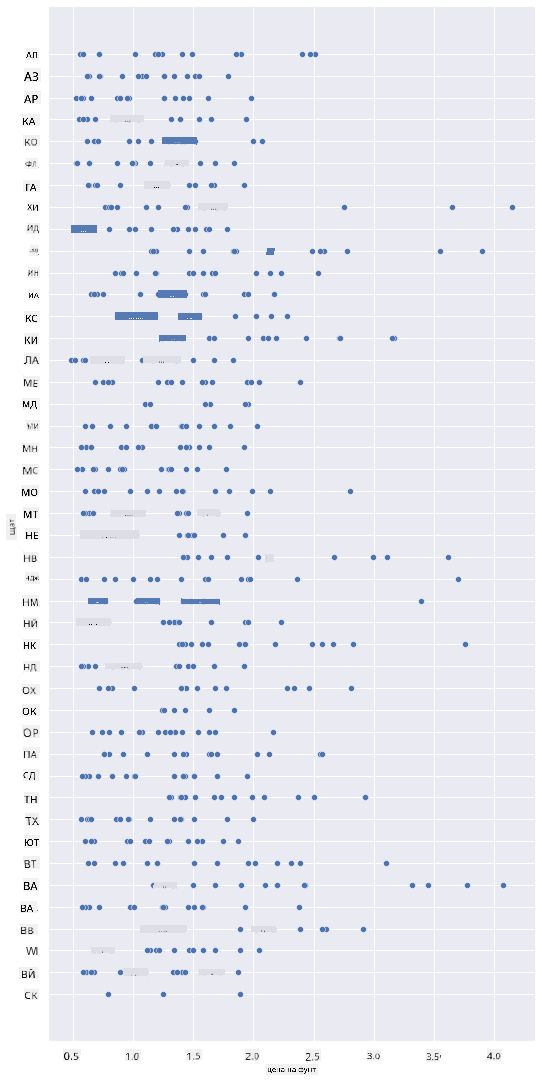 АЛ
АЗ
АР
КА
КО
ФЛ
ГА
ХИ
ИД
ИН
ИА
КС
КИ
ЛА
МЕ
МД
МИ
МН
МС
МО
МТ
НЕ
НВ
НДж
НМ
НЙ
НК
НД
ОХ
ОК
ОР
ПА
СД
ТН
ТХ
ЮТ
ВТ
ВА
ВА
ВВ
WI
ВЙ
СК
щат
0.5 1.0 1.5 2.0 2.5 3.0 3.5 4.0
цена на фунт